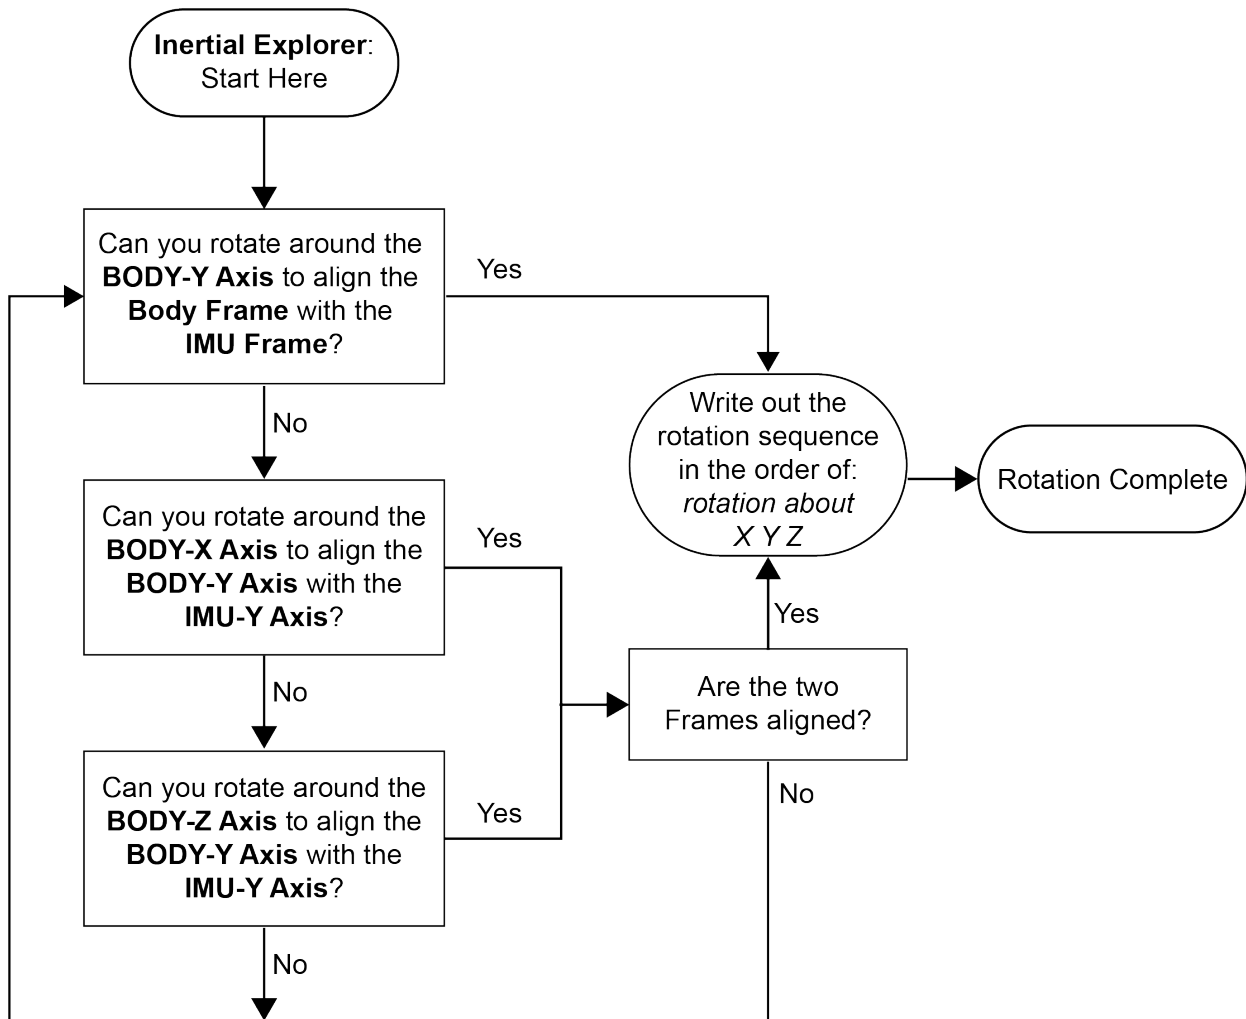 Inertial Explorer:
Start Here
Can you rotate around the
BODY-Y Axis to align the
Body Frame with the
IMU Frame?
Yes
No
Can you rotate around the
BODY-X Axis to align the
BODY-Y Axis with the
IMU-Y Axis?
Yes
No
Can you rotate around the
BODY-Z Axis to align the
BODY-Y Axis with the
IMU-Y Axis?
Yes
No
Are the two
Frames aligned?
Yes
No
Write out the
rotation sequence
in the order of:
rotation about
X Y Z
Rotation Complete